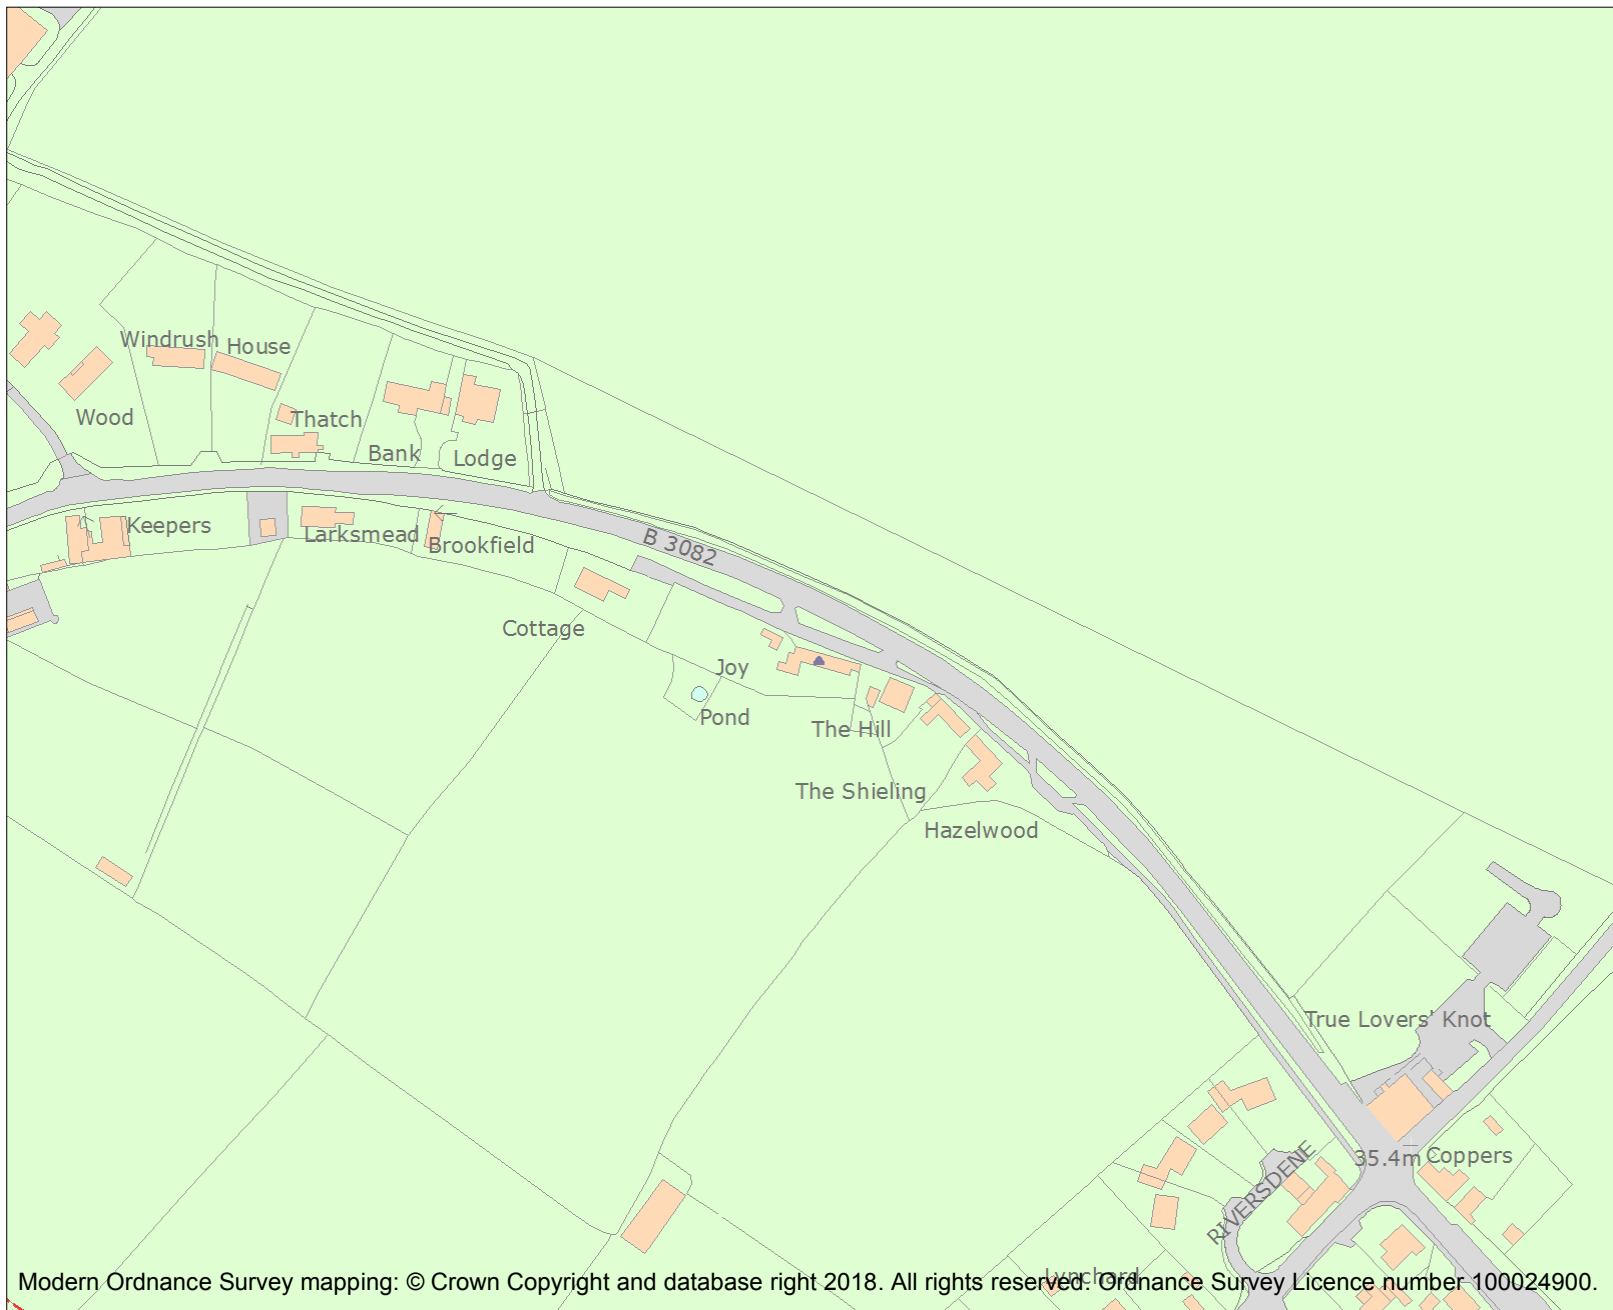 Windrush
House
Wood
Thatch
Bank
Lodge
Keepers
Larksmead
Brookfield
B 3082
Cottage
Joy
Pond
The Hill
The Shieling
Hazelwood
True Lovers' Knot
35.4m
Coppers
RIVERSDENE
Lynchard
Modern Ordnance Survey mapping: © Crown Copyright and database right 2018. All rights reserved. Ordnance Survey Licence number 100024900.